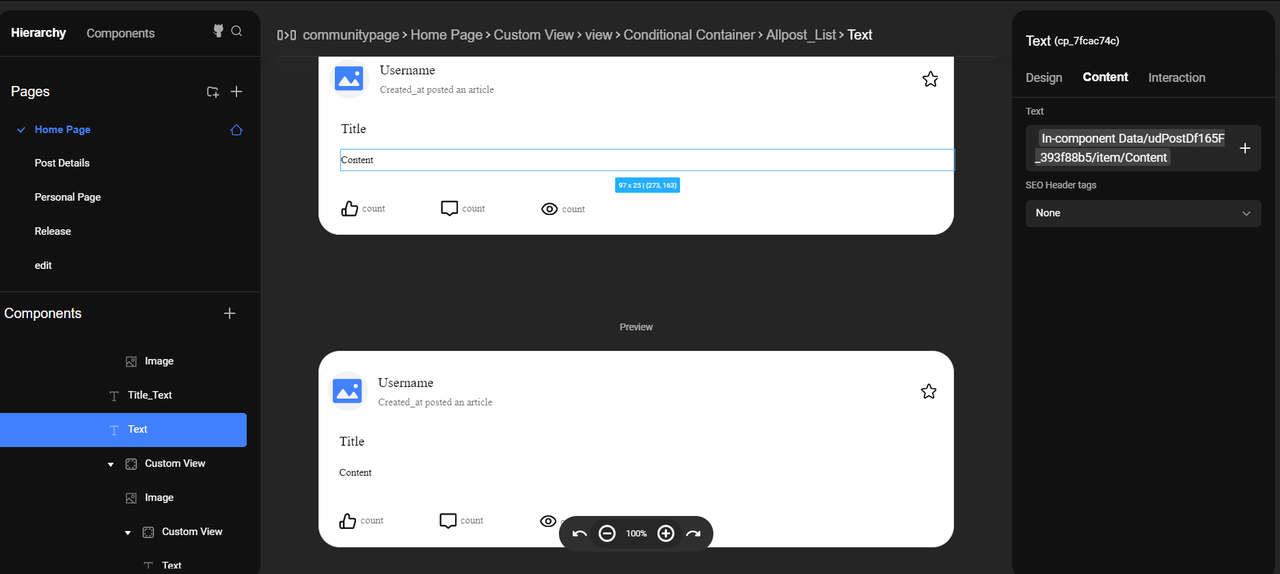 Hierarchy
Components
Pages
Home Page
Post Details
Personal Page
Release
edit
Components
Image
Title_Text
Text
Custom View
Image
Custom View
Text
communitypage > Home Page > Custom View > view > Conditional Container > Allpost_List > Text
Username
Created_at posted an article
Title
Content
97 x 25 | (273, 163)
count
count
count
Preview
Username
Created_at posted an article
Title
Content
count
count
100%
Text (cp_7fcac74c)
Design
Content
Interaction
Text
In-component Data/udPostDf165F
_393f88b5/item/Content
SEO Header tags
None